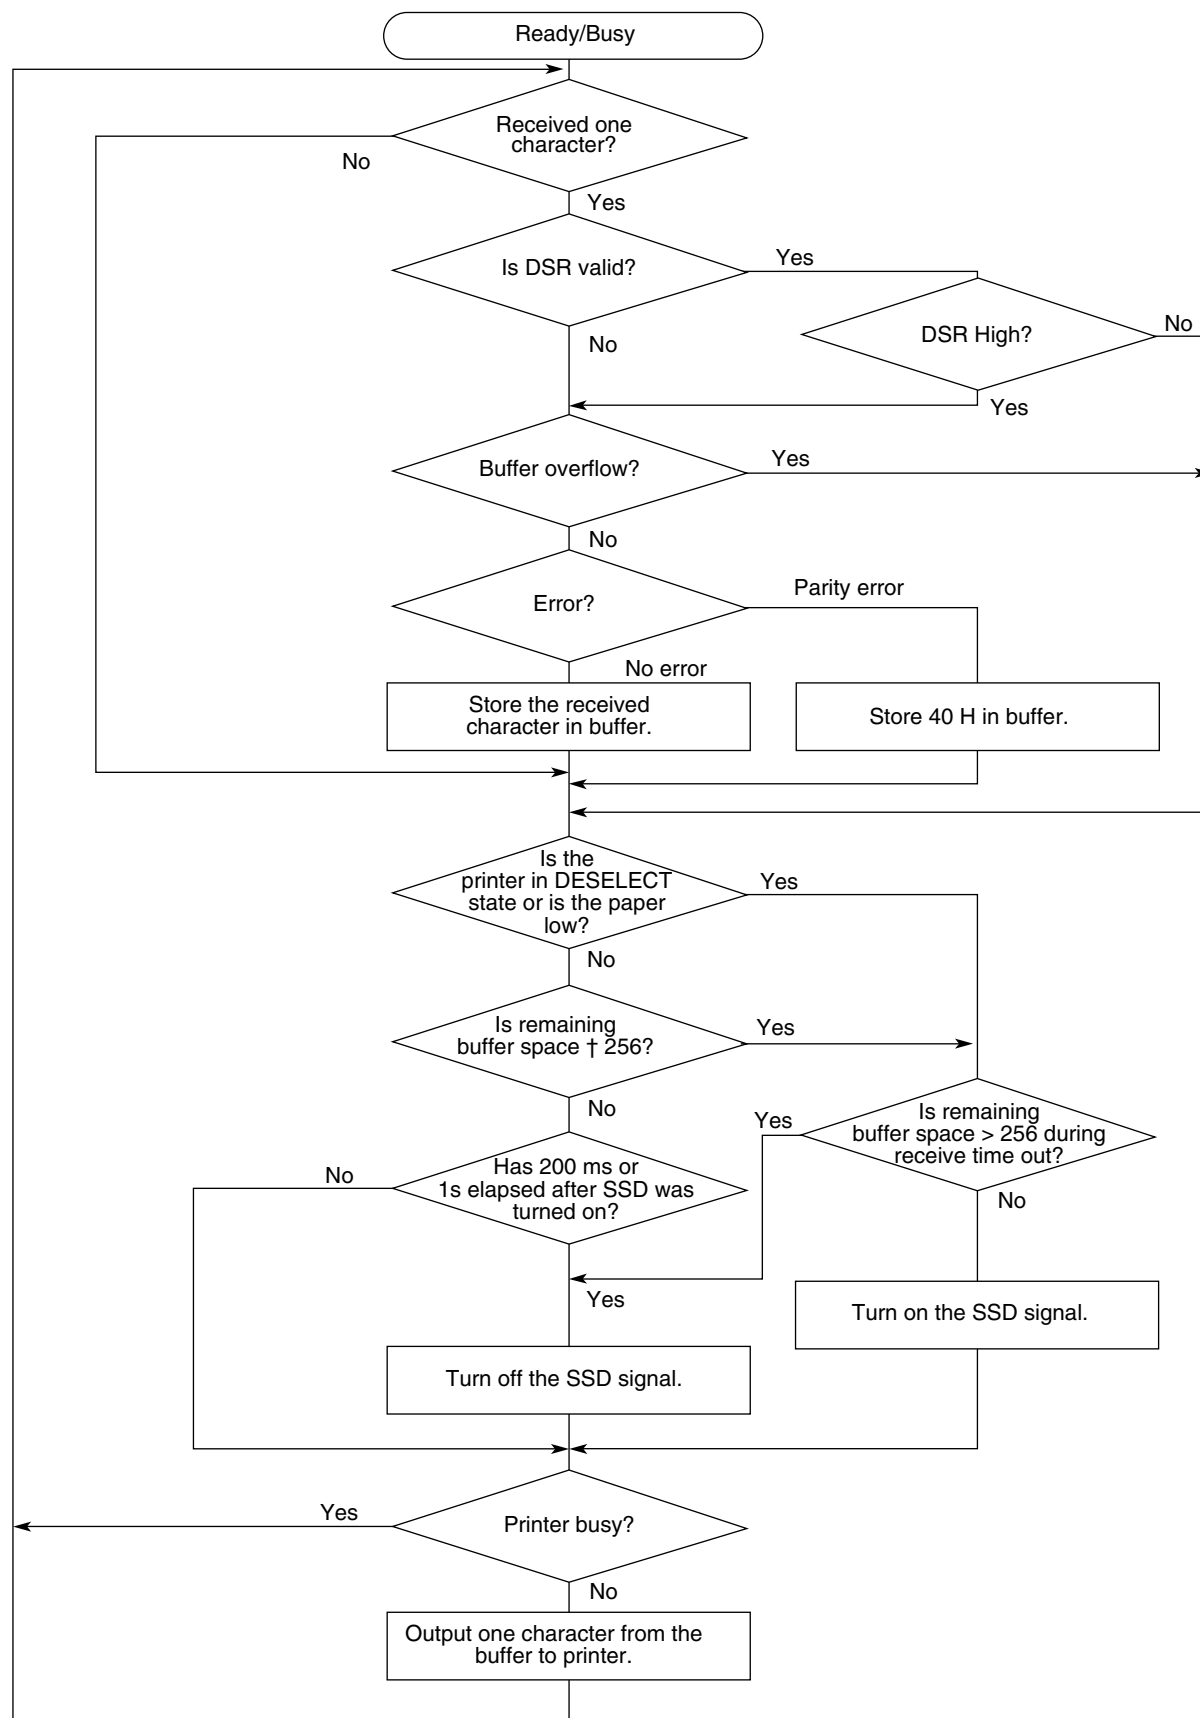 Ready/Busy
Received one
character?
No
Yes
Is DSR valid?
Yes
No
DSR High?
No
Yes
Buffer overflow?
Yes
No
Error?
Parity error
No error
Store the received
character in buffer.
Store 40 H in buffer.
Is the
printer in DESELECT
state or is the paper
low?
Yes
No
Is remaining
buffer space † 256?
Yes
No
Is remaining
buffer space > 256 during
receive time out?
Yes
No
Has 200 ms or
1s elapsed after SSD was
turned on?
No
Yes
Turn on the SSD signal.
Turn off the SSD signal.
Printer busy?
Yes
No
Output one character from the
buffer to printer.